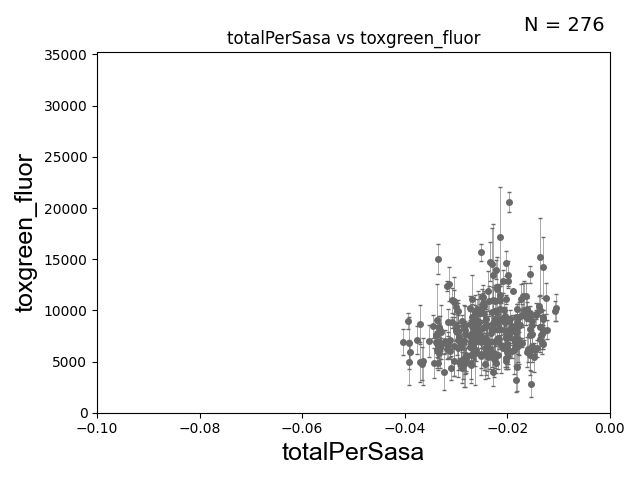 N = 276
totalPerSasa vs toxgreen_fluor
35000
30000
25000
20000
15000
10000
5000
0
toxgreen_fluor
−0.10 −0.08 −0.06 −0.04 −0.02 0.00
totalPerSasa